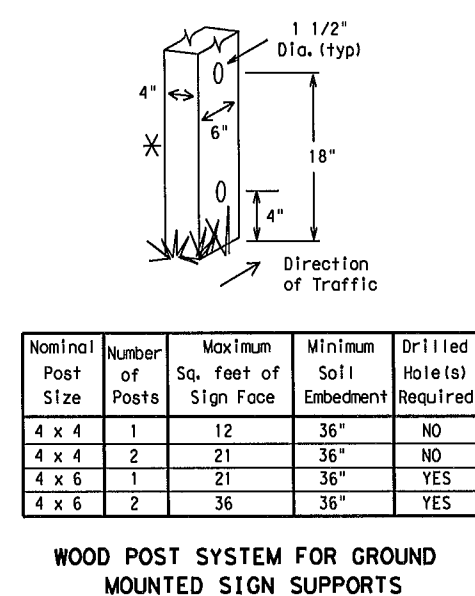 1 1/2"
Dia. (typ)
4"
6"
18"
4"
Direction
of Traffic
Nominal Post Size Number of Posts Maximum Sq. feet of Sign Face Minimum Soil Embedment Drilled Hole(s) Required
4 x 4 1 12 36" NO
4 x 4 2 21 36" NO
4 x 6 1 21 36" YES
4 x 6 2 36 36" YES
WOOD POST SYSTEM FOR GROUND
MOUNTED SIGN SUPPORTS